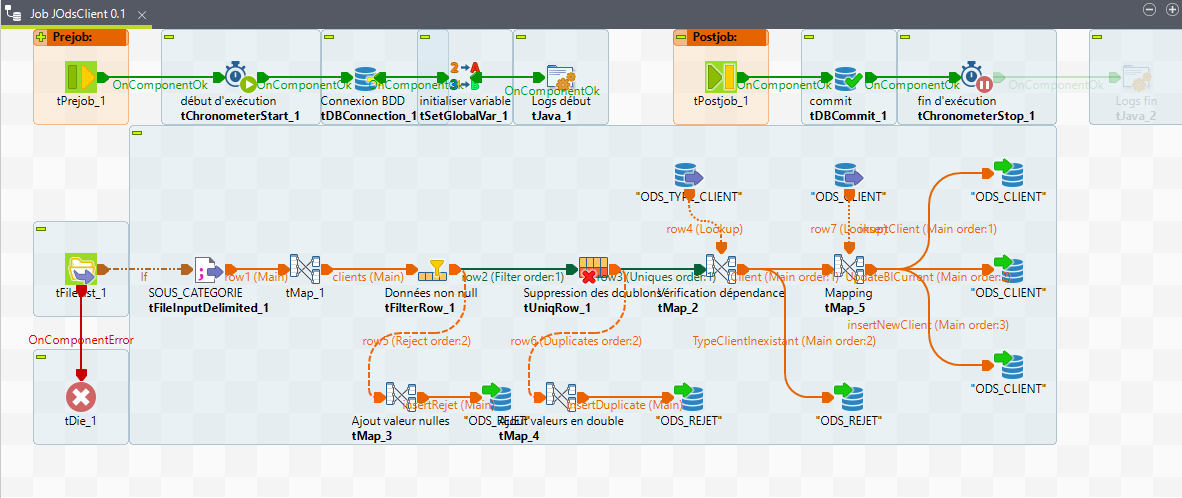 Job JOdsClient 0.1
Prejob:
Postjob:
OnComponentOk
OnComponentOk
OnComponentOk
OnComponentOk
OnComponentOk
OnComponentOk
OnComponentOk
tPrejob_1
début d'exécution
tChronometerStart_1
Connexion BDD
tDBConnection_1
initialiser variable
tSetGlobalVar_1
Logs début
tJava_1
tPostjob_1
commit
tDBCommit_1
fin d'exécution
tChronometerStop_1
Logs fin
tJava_2
"ODS_TYPE_CLIENT"
"ODS_CLIENT"
"ODS_CLIENT"
row4 (Lookup)
row7 (Lookup)
insertClient (Main order:1)
If
row1 (Main)
clients (Main)
row2 (Filter order:1)
row3 (Uniques order:1)
Client (Main order:1)
UpdateBICurrent (Main order:2)
tFileList_1
SOUS_CATEGORIE
tFileInputDelimited_1
tMap_1
Données non null
tFilterRow_1
Suppression des doublons
tUniqRow_1
Vérification dépendance
tMap_2
Mapping
tMap_5
"ODS_CLIENT"
insertNewClient (Main order:3)
OnComponentError
row5 (Reject order:2)
row6 (Duplicates order:2)
TypeClientInexistant (Main order:2)
"ODS_CLIENT"
insertRejet (Main)
insertDuplicate (Main)
tDie_1
Ajout valeur nulles
tMap_3
"ODS_REJET"
Ajout valeurs en double
tMap_4
"ODS_REJET"
"ODS_REJET"